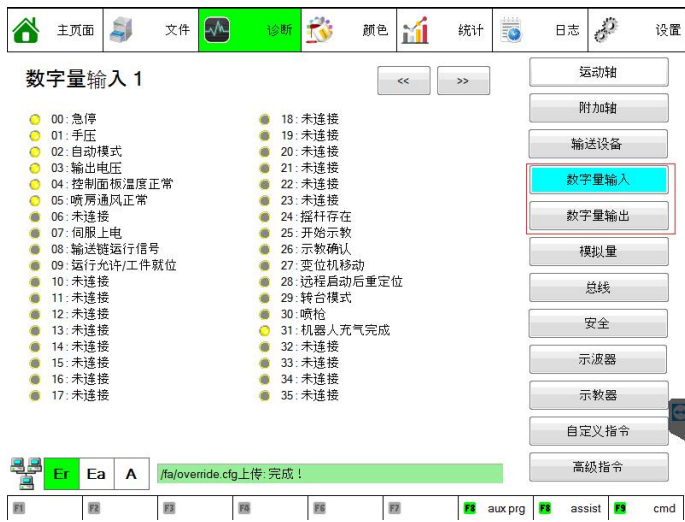 主页面 文件 诊断 颜色 统计 日志 设置
数字量输入 1
<< >>
00:急停
01:手压
02:自动模式
03:输出电压
04:控制面板温度正常
05:喷房通风正常
06:未连接
07:伺服上电
08:输送链运行信号
09:运行允许/工件就位
10:未连接
11:未连接
12:未连接
13:未连接
14:未连接
15:未连接
16:未连接
17:未连接
18:未连接
19:未连接
20:未连接
21:未连接
22:未连接
23:未连接
24:摇杆存在
25:开始示教
26:示教确认
27:变位机移动
28:远程启动后重定位
29:转台模式
30:喷枪
31:机器人充气完成
32:未连接
33:未连接
34:未连接
35:未连接
运动轴
附加轴
输送设备
数字量输入
数字量输出
模拟量
总线
安全
示波器
示教器
自定义指令
高级指令
Er Ea A /fa/override.cfg上传:完成!
F1 F2 F3 F4 F6 F7 F8 aux prg F8 assist F9 cmd